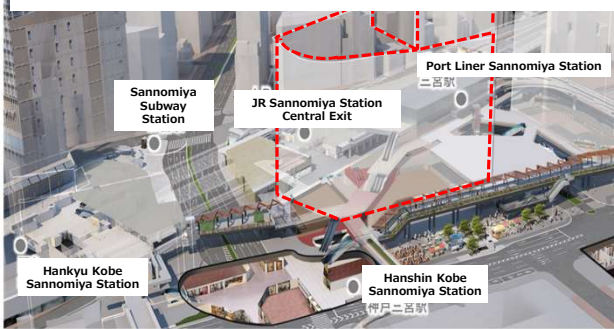 Port Liner Sannomiya Station
三宮駅
Sannomiya
Subway
Station
JR Sannomiya Station
Central Exit
Hankyu Kobe
Sannomiya Station
Hanshin Kobe
Sannomiya Station
神戸三宮駅